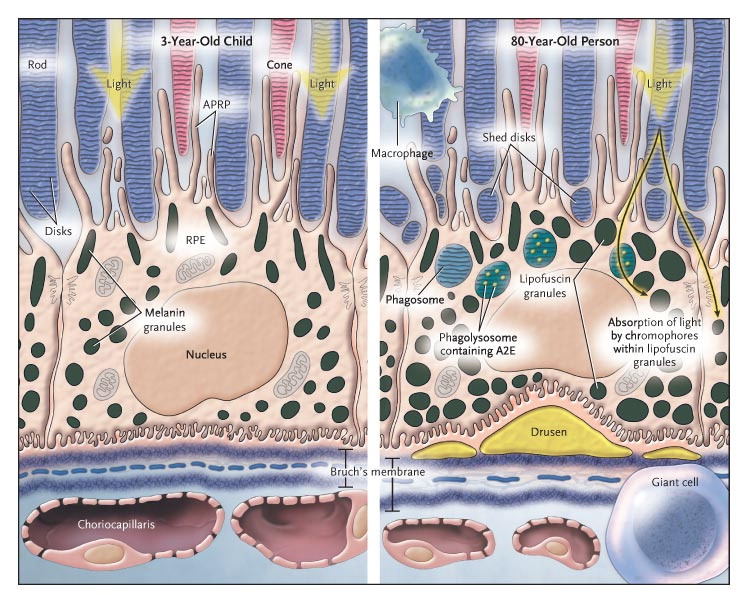 3-Year-Old Child
80-Year-Old Person
Rod
Cone
Light
Light
Light
APRP
Macrophage
Shed disks
Disks
RPE
Phagosome
Lipofuscin
granules
Melanin
granules
Nucleus
Phagolysosome
containing A2E
Absorption of light
by chromophores
within lipofuscin
granules
Drusen
Bruch's membrane
Giant cell
Choriocapillaris